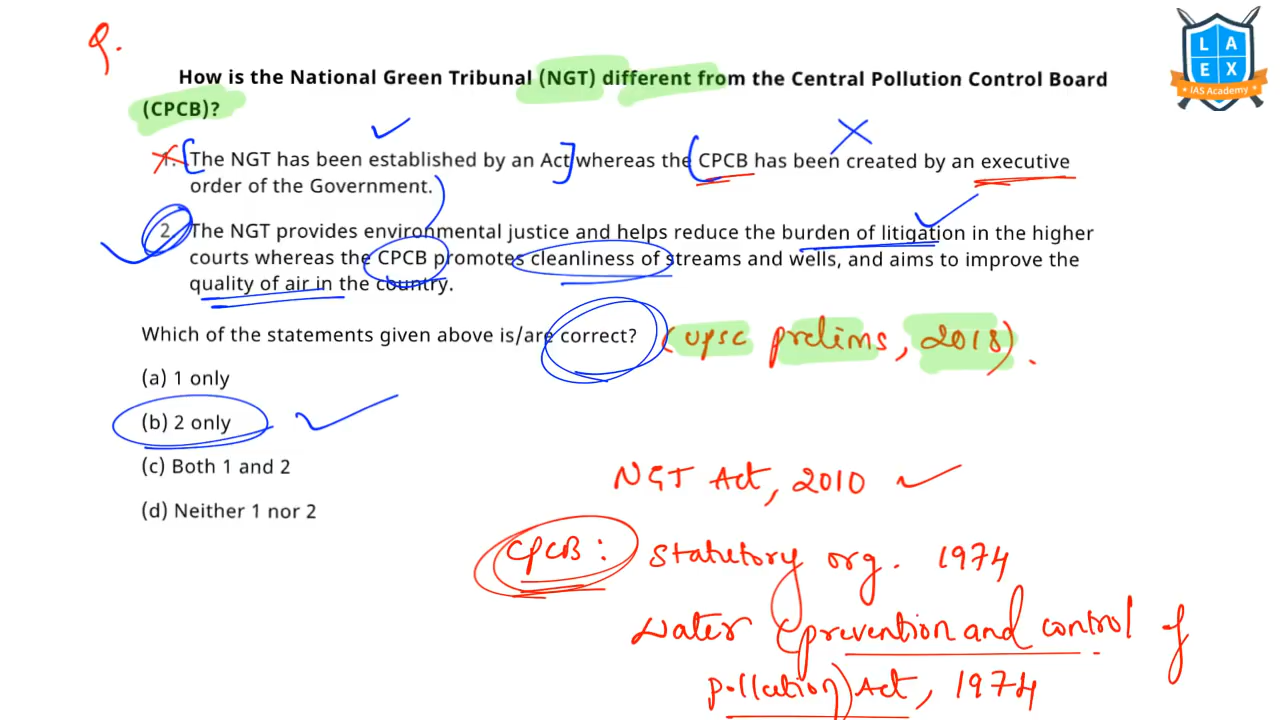 Q.
L A
E X
IAS Academy
How is the National Green Tribunal (NGT) different from the Central Pollution Control Board
(CPCB)?
1. The NGT has been established by an Act whereas the CPCB has been created by an executive
order of the Government.
2. The NGT provides environmental justice and helps reduce the burden of litigation in the higher
courts whereas the CPCB promotes cleanliness of streams and wells, and aims to improve the
quality of air in the country.
Which of the statements given above is/are correct? (UPSC prelims, 2018).
(a) 1 only
(b) 2 only
(c) Both 1 and 2
(d) Neither 1 nor 2
NGT Act, 2010
CPCB: Statutory org. 1974
Water (prevention and control of
pollution) Act, 1974